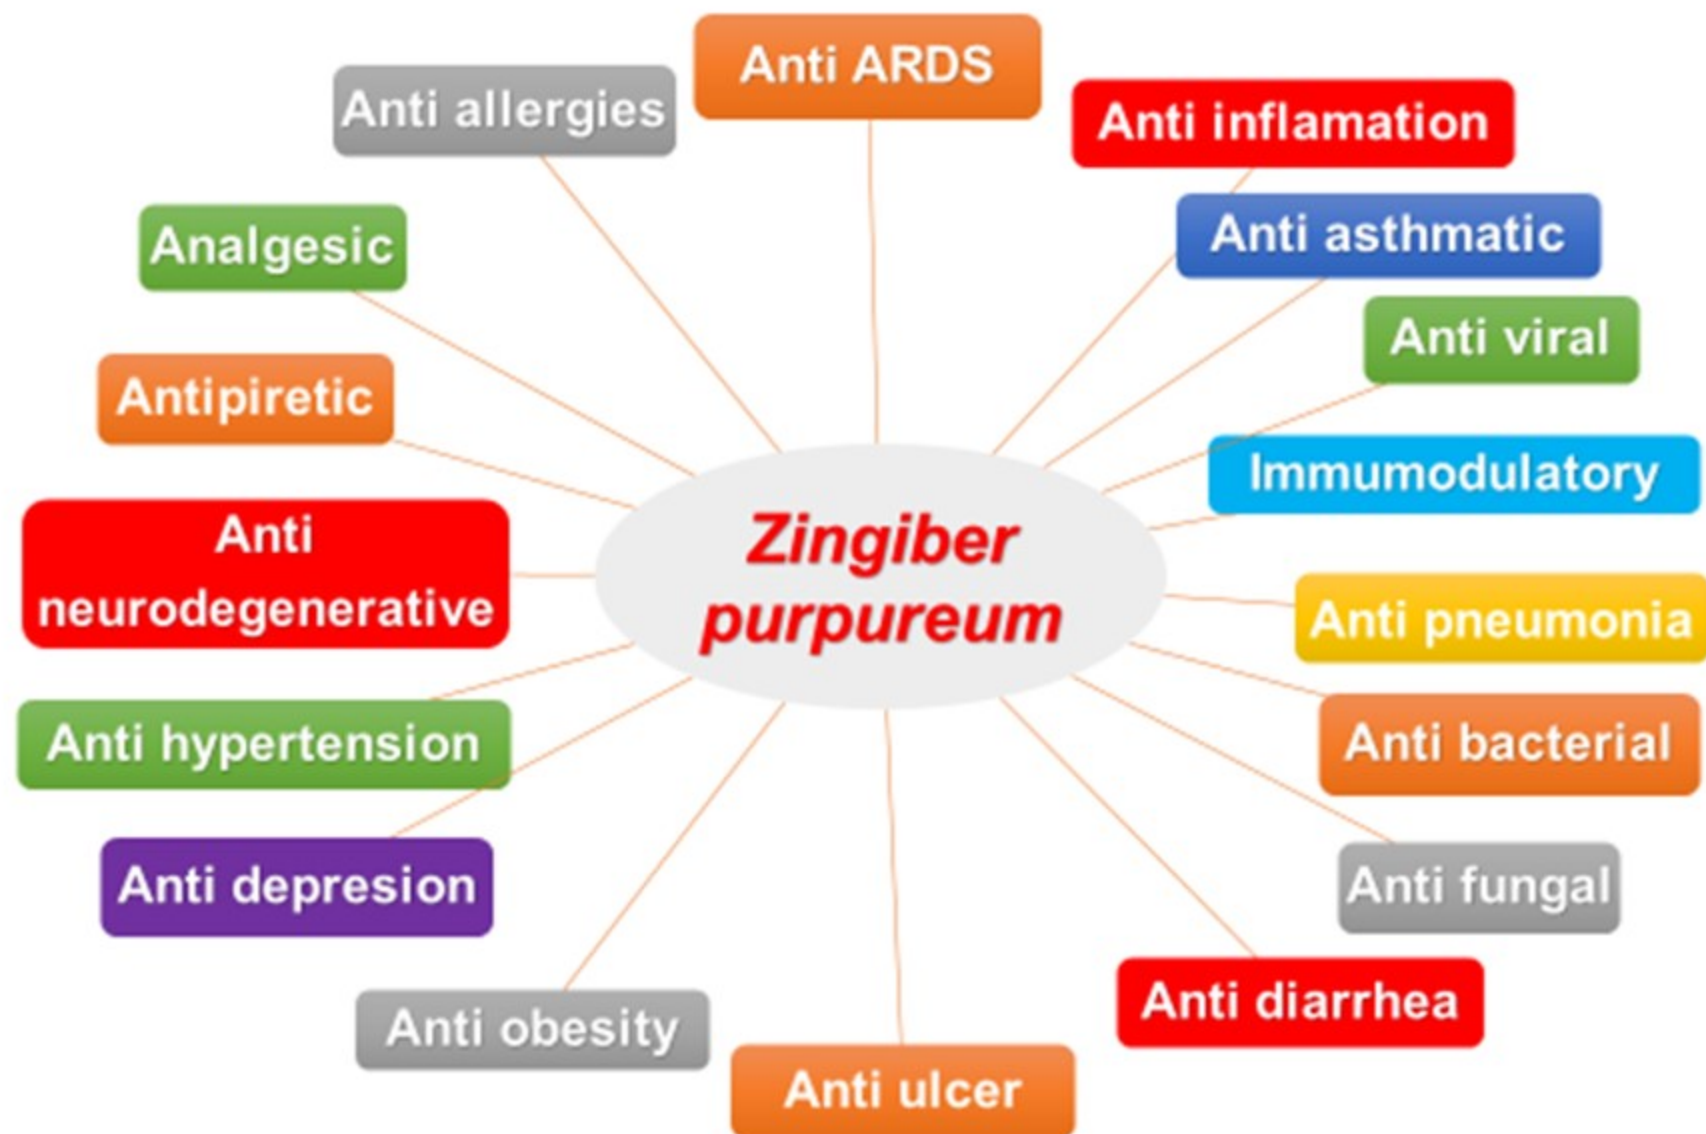 Anti ARDS
Anti allergies
Anti inflamation
Analgesic
Anti asthmatic
Anti viral
Antipiretic
Immumodulatory
Anti
neurodegenerative
Zingiber
purpureum
Anti pneumonia
Anti hypertension
Anti bacterial
Anti depresion
Anti fungal
Anti diarrhea
Anti obesity
Anti ulcer